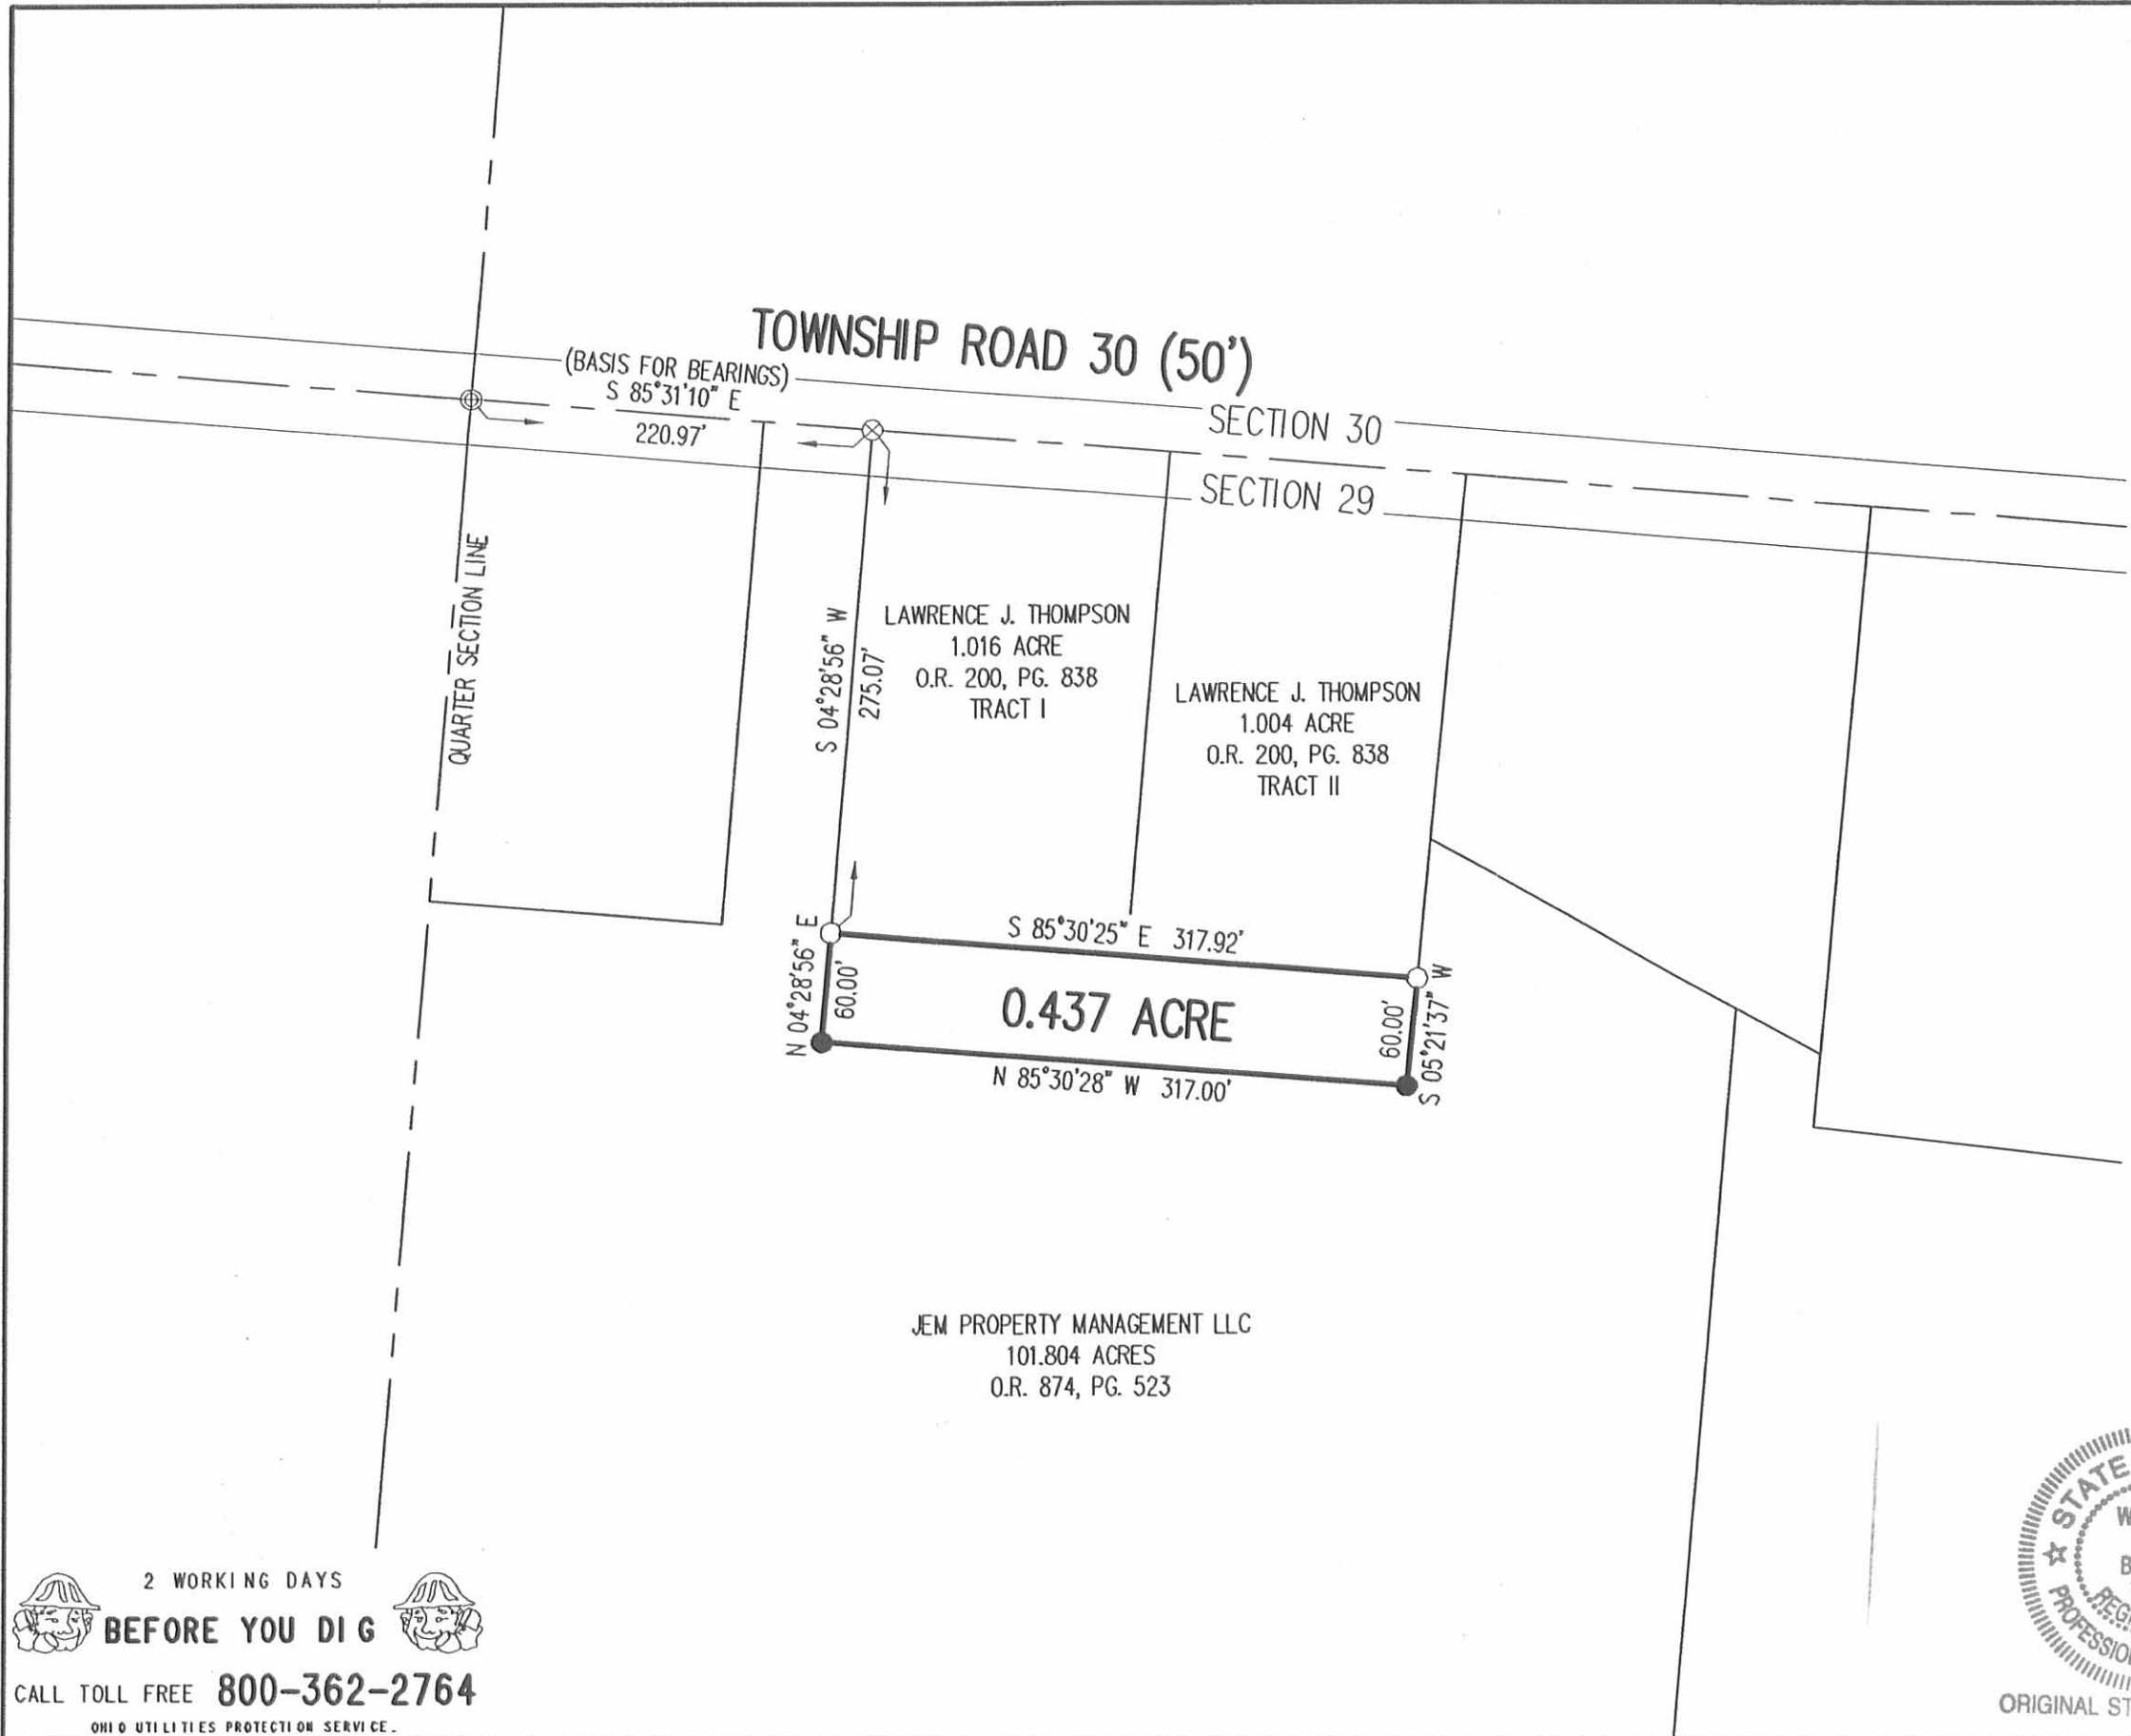 TOWNSHIP ROAD 30 (50')
(BASIS FOR BEARINGS)
S 85°31'10" E
220.97'
SECTION 30
SECTION 29
QUARTER SECTION LINE
S 04°28'56" W
275.07'
LAWRENCE J. THOMPSON
1.016 ACRE
O.R. 200, PG. 838
TRACT I
LAWRENCE J. THOMPSON
1.004 ACRE
O.R. 200, PG. 838
TRACT II
S 85°30'25" E 317.92'
N 04°28'56" E
60.00'
0.437 ACRE
60.00'
S 05°21'37" W
N 85°30'28" W 317.00'
JEM PROPERTY MANAGEMENT LLC
101.804 ACRES
O.R. 874, PG. 523
2 WORKING DAYS
BEFORE YOU DIG
CALL TOLL FREE 800-362-2764
OHIO UTILITIES PROTECTION SERVICE.
STATE
ORIGINAL